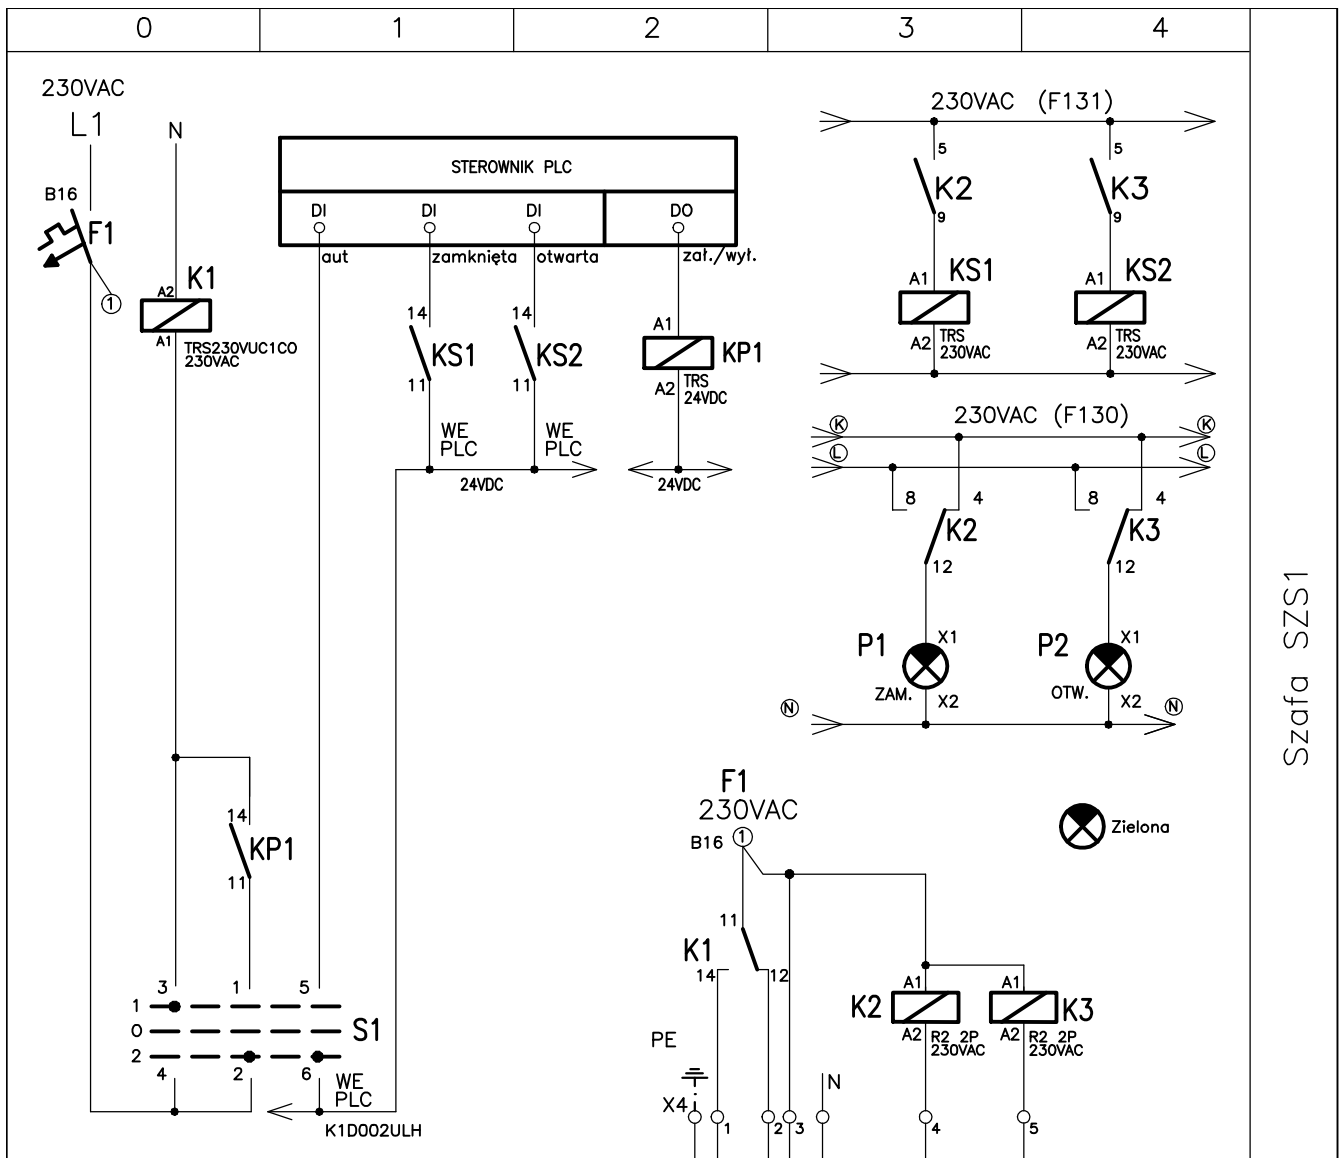 0 1 2 3 4
230VAC
L1
N
B16
F1
1
K1
A2
A1
TRS230VUC1CO
230VAC
STEROWNIK PLC
DI DI DI DO
aut zamknięta otwarta zał./wył.
14 14
KS1 KS2
11 11
WE
PLC
WE
PLC
24VDC
A1
KP1
A2
TRS
24VDC
24VDC
230VAC (F131)
5 5
K2 K3
9 9
A1 KS1 A1 KS2
A2 TRS
230VAC
A2 TRS
230VAC
230VAC (F130)
K K
L L
8 4 8 4
K2 K3
12 12
P1 X1 P2 X1
ZAM. X2 OTW. X2
N N
Zielona
Szafa SZS1
14
KP1
11
3 1 5
1
0
2
S1
4 2 6
WE
PLC
K1D002ULH
F1
230VAC
B16 1
11
K1
14 12
A1 A1
K2 K3
A2 R2 2P
230VAC
A2 R2 2P
230VAC
PE
N
X4
1 2 3 4 5